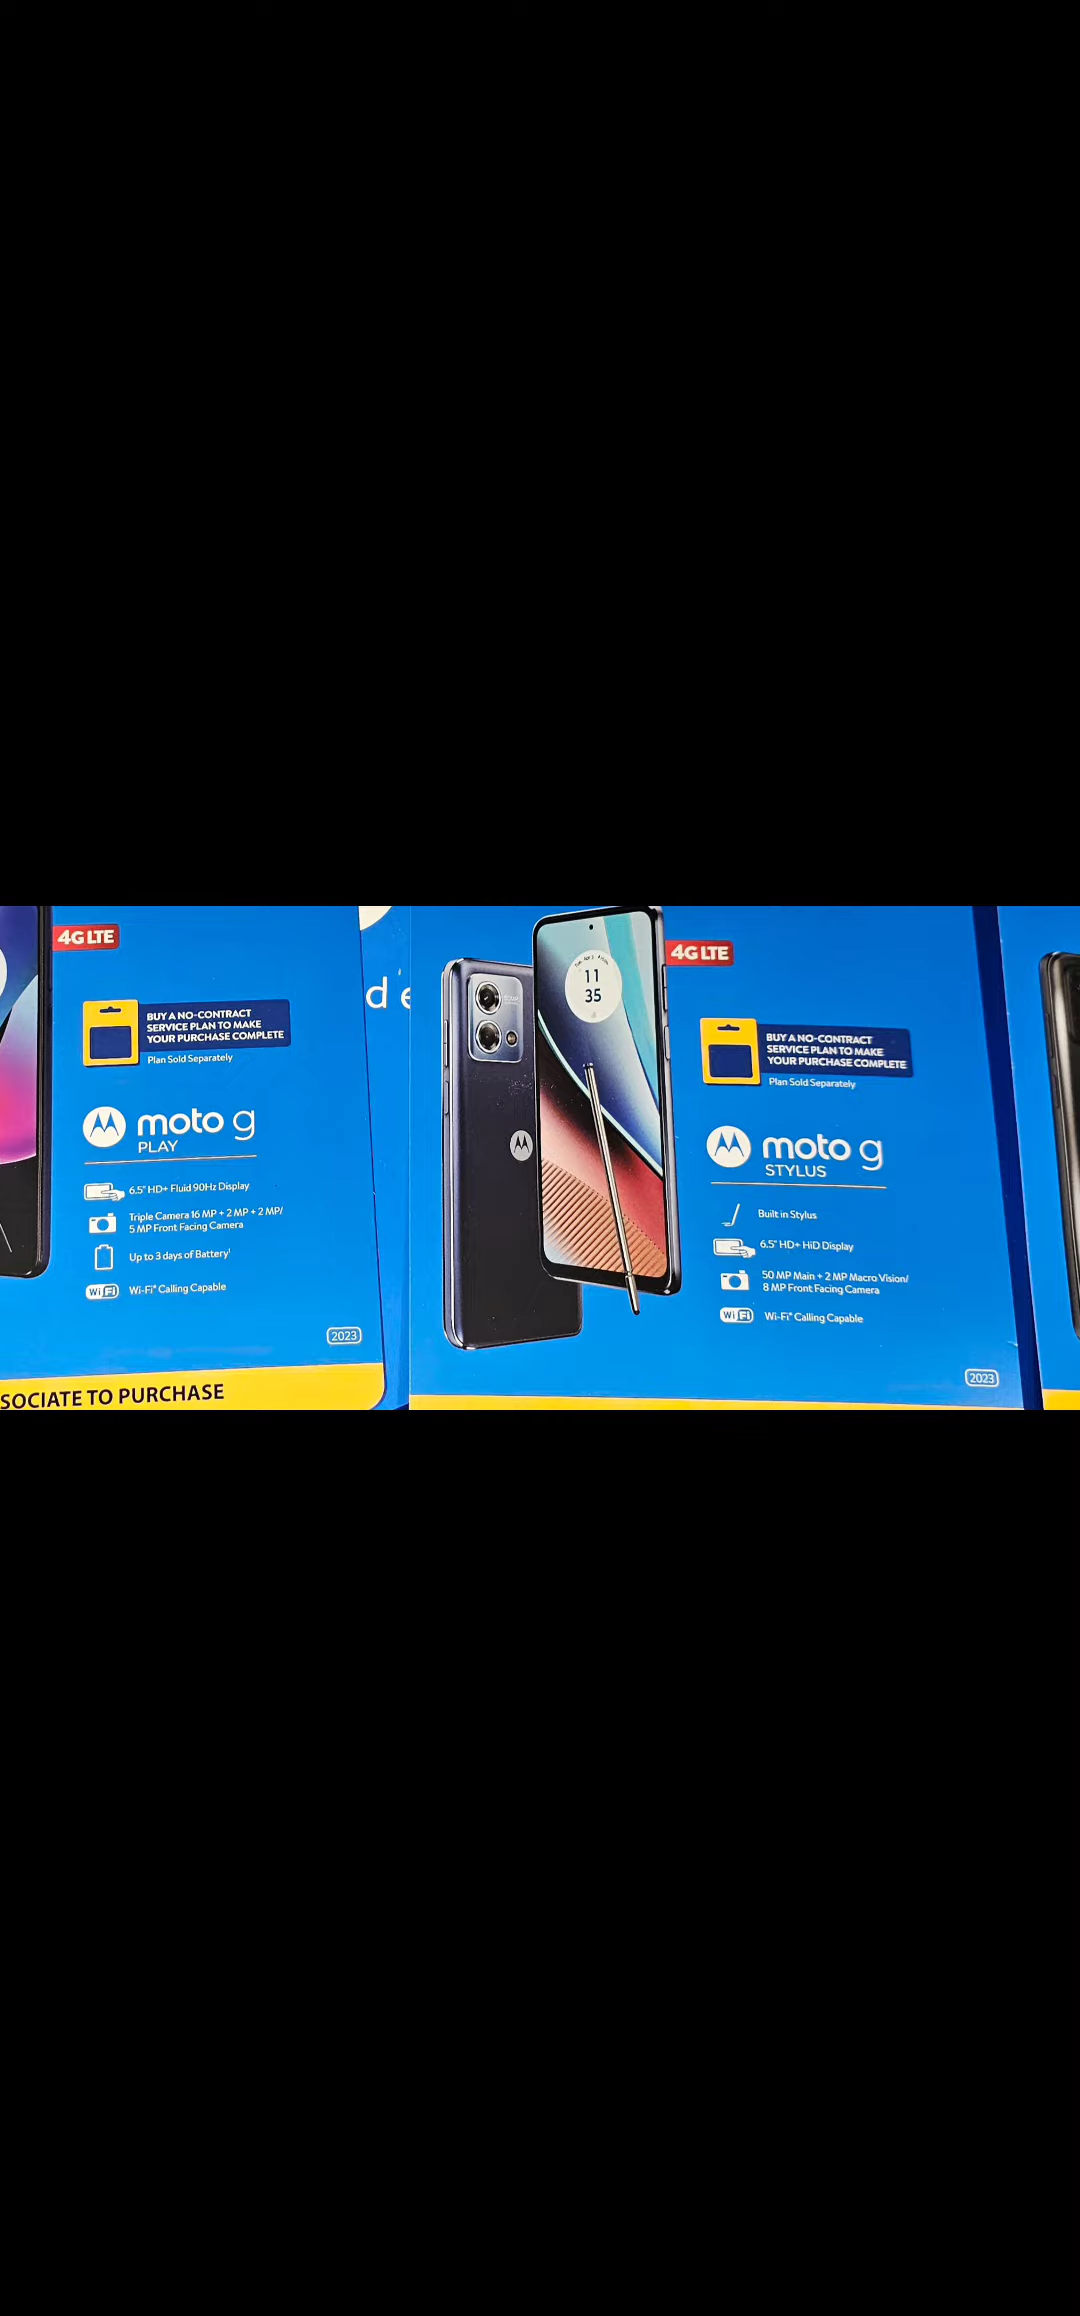 4G LTE
BUY A NO-CONTRACT
SERVICE PLAN TO MAKE
YOUR PURCHASE COMPLETE
Plan Sold Separately
moto g
PLAY
6.5" HD+ Fluid 90Hz Display
Triple Camera 16 MP + 2 MP + 2 MP/
5 MP Front Facing Camera
Up to 3 days of Battery¹
WiFi Wi-Fi® Calling Capable
2023
SOCIATE TO PURCHASE
d e
11
35
4G LTE
BUY A NO-CONTRACT
SERVICE PLAN TO MAKE
YOUR PURCHASE COMPLETE
Plan Sold Separately
moto g
STYLUS
Built in Stylus
6.5" HD+ HiD Display
50 MP Main + 2 MP Macro Vision/
8 MP Front Facing Camera
WiFi Wi-Fi® Calling Capable
2023